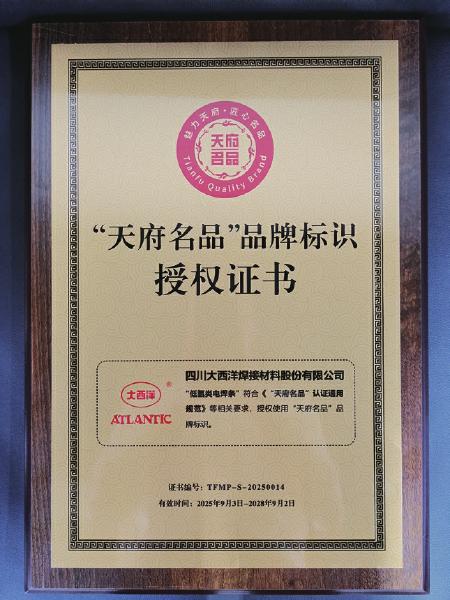 魅力天府·匠心名品
天府
名品
Tianfu Quality Brand
“天府名品”品牌标识
授权证书
大西洋
®
ATLANTIC
四川大西洋焊接材料股份有限公司
“低氢类电焊条”符合《“天府名品”认证通用
规范》等相关要求，授权使用“天府名品”品
牌标识。
证书编号：TFMP-S-20250014
有效时间：2025年9月3日-2028年9月2日